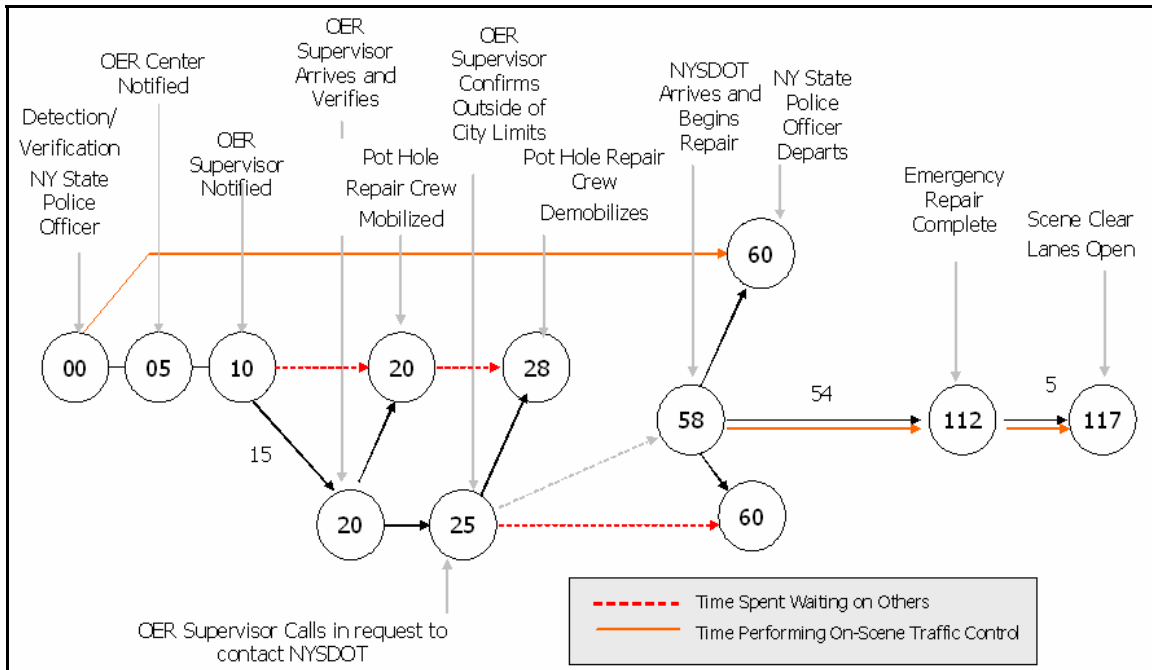 OER Center
Notified
Detection/
Verification
NY State
Police
Officer
OER
Supervisor
Notified
OER
Supervisor
Arrives and
Verifies
Pot Hole
Repair Crew
Mobilized
OER
Supervisor
Confirms
Outside of
City Limits
Pot Hole Repair
Crew
Demobilizes
NYSDOT
Arrives and
Begins
Repair
NY State
Police
Officer
Departs
Emergency
Repair
Complete
Scene Clear
Lanes Open
60
00
05
10
20
28
15
58
54
112
5
117
20
25
60
OER Supervisor Calls in request to
contact NYSDOT
Time Spent Waiting on Others
Time Performing On-Scene Traffic Control